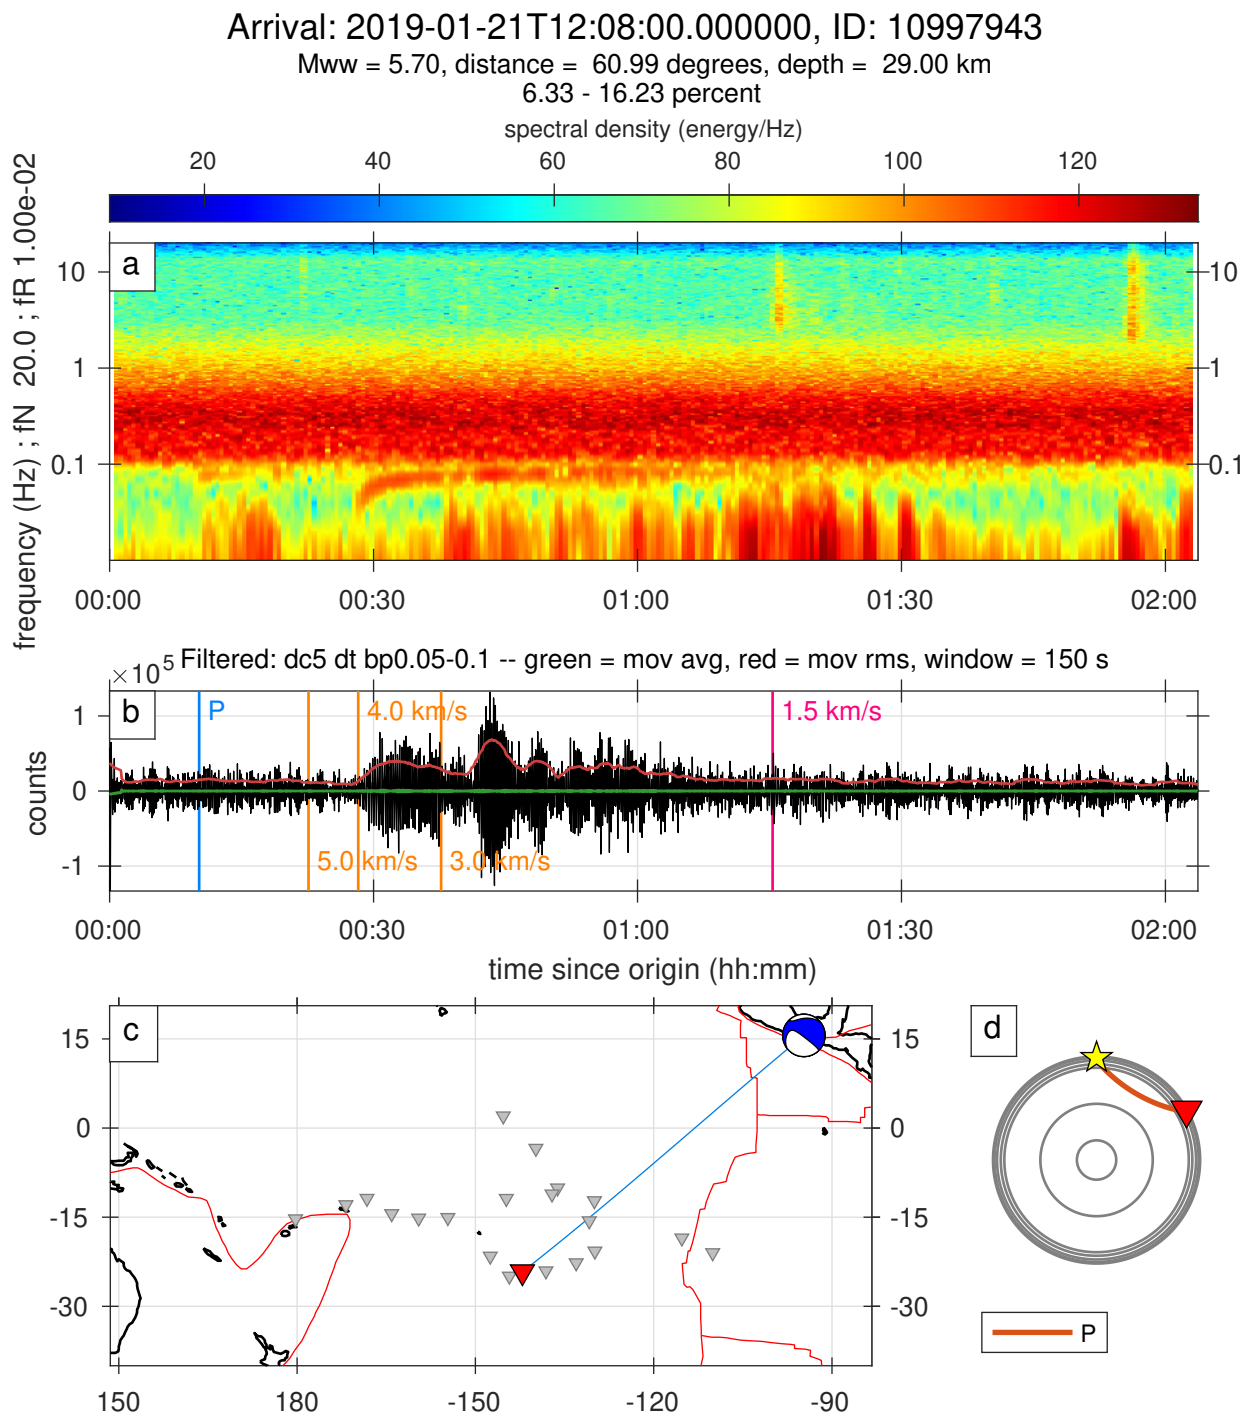 Arrival: 2019-01-21T12:08:00.000000, ID: 10997943
Mww = 5.70, distance = 60.99 degrees, depth = 29.00 km
6.33 - 16.23 percent
spectral density (energy/Hz)
20 40 60 80 100 120
frequency (Hz) ; fN 20.0 ; fR 1.00e-02
a
10 10
1 1
0.1 0.1
00:00 00:30 01:00 01:30 02:00
× 10^5 Filtered: dc5 dt bp0.05-0.1 -- green = mov avg, red = mov rms, window = 150 s
b
P 4.0 km/s 1.5 km/s
5.0 km/s 3.0 km/s
1
0
-1
counts
00:00 00:30 01:00 01:30 02:00
time since origin (hh:mm)
c
15 15
0 0
-15 -15
-30 -30
150 180 -150 -120 -90
d
P